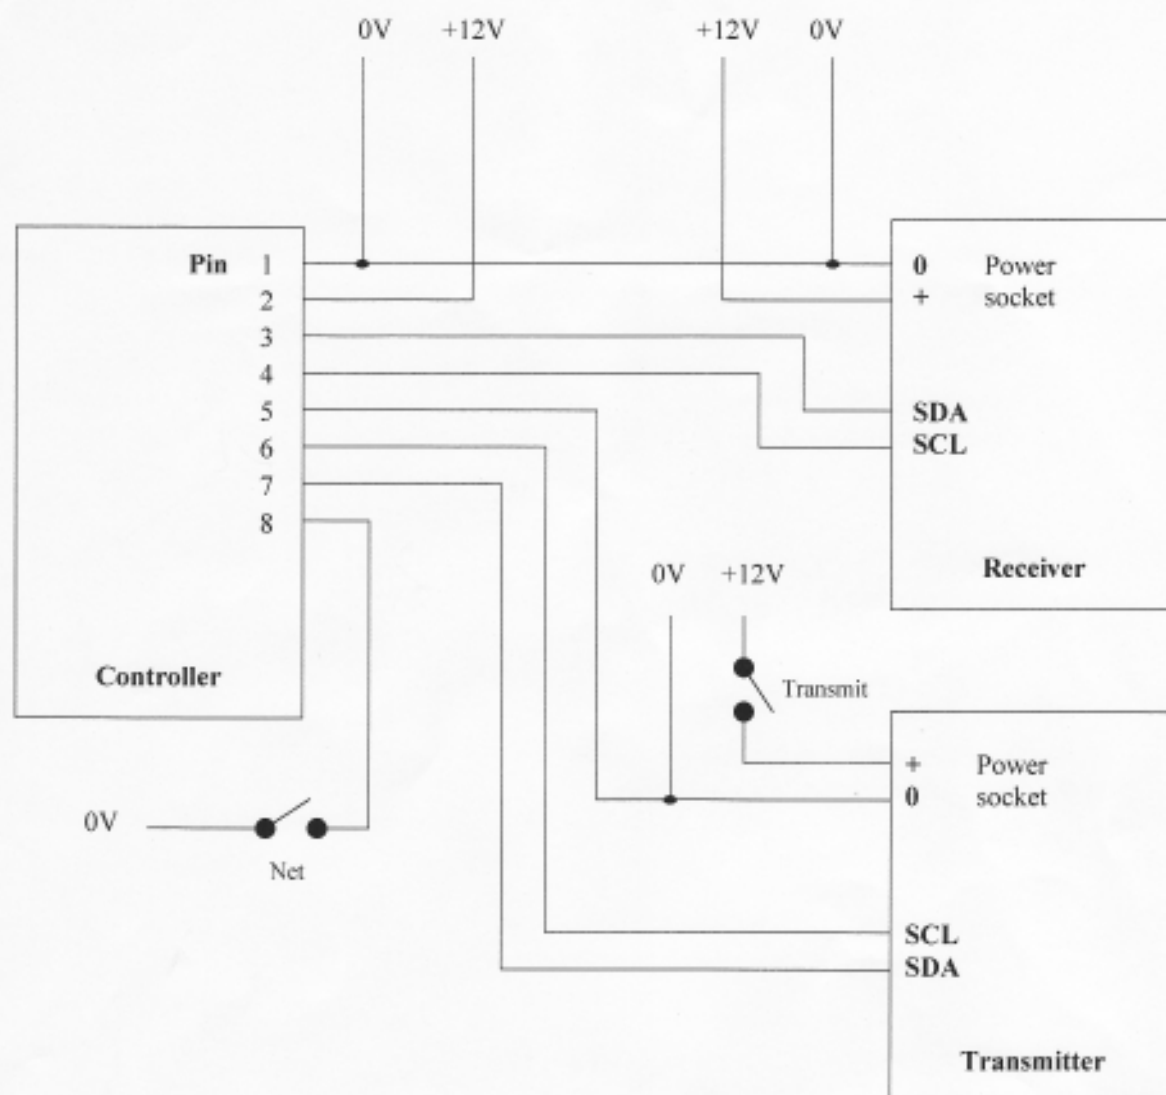 0V +12V +12V 0V
Pin 1
2
3
4
5
6
7
8
Controller
0 Power
+ socket
SDA
SCL
Receiver
0V +12V
Transmit
+ Power
0 socket
SCL
SDA
Transmitter
0V
Net